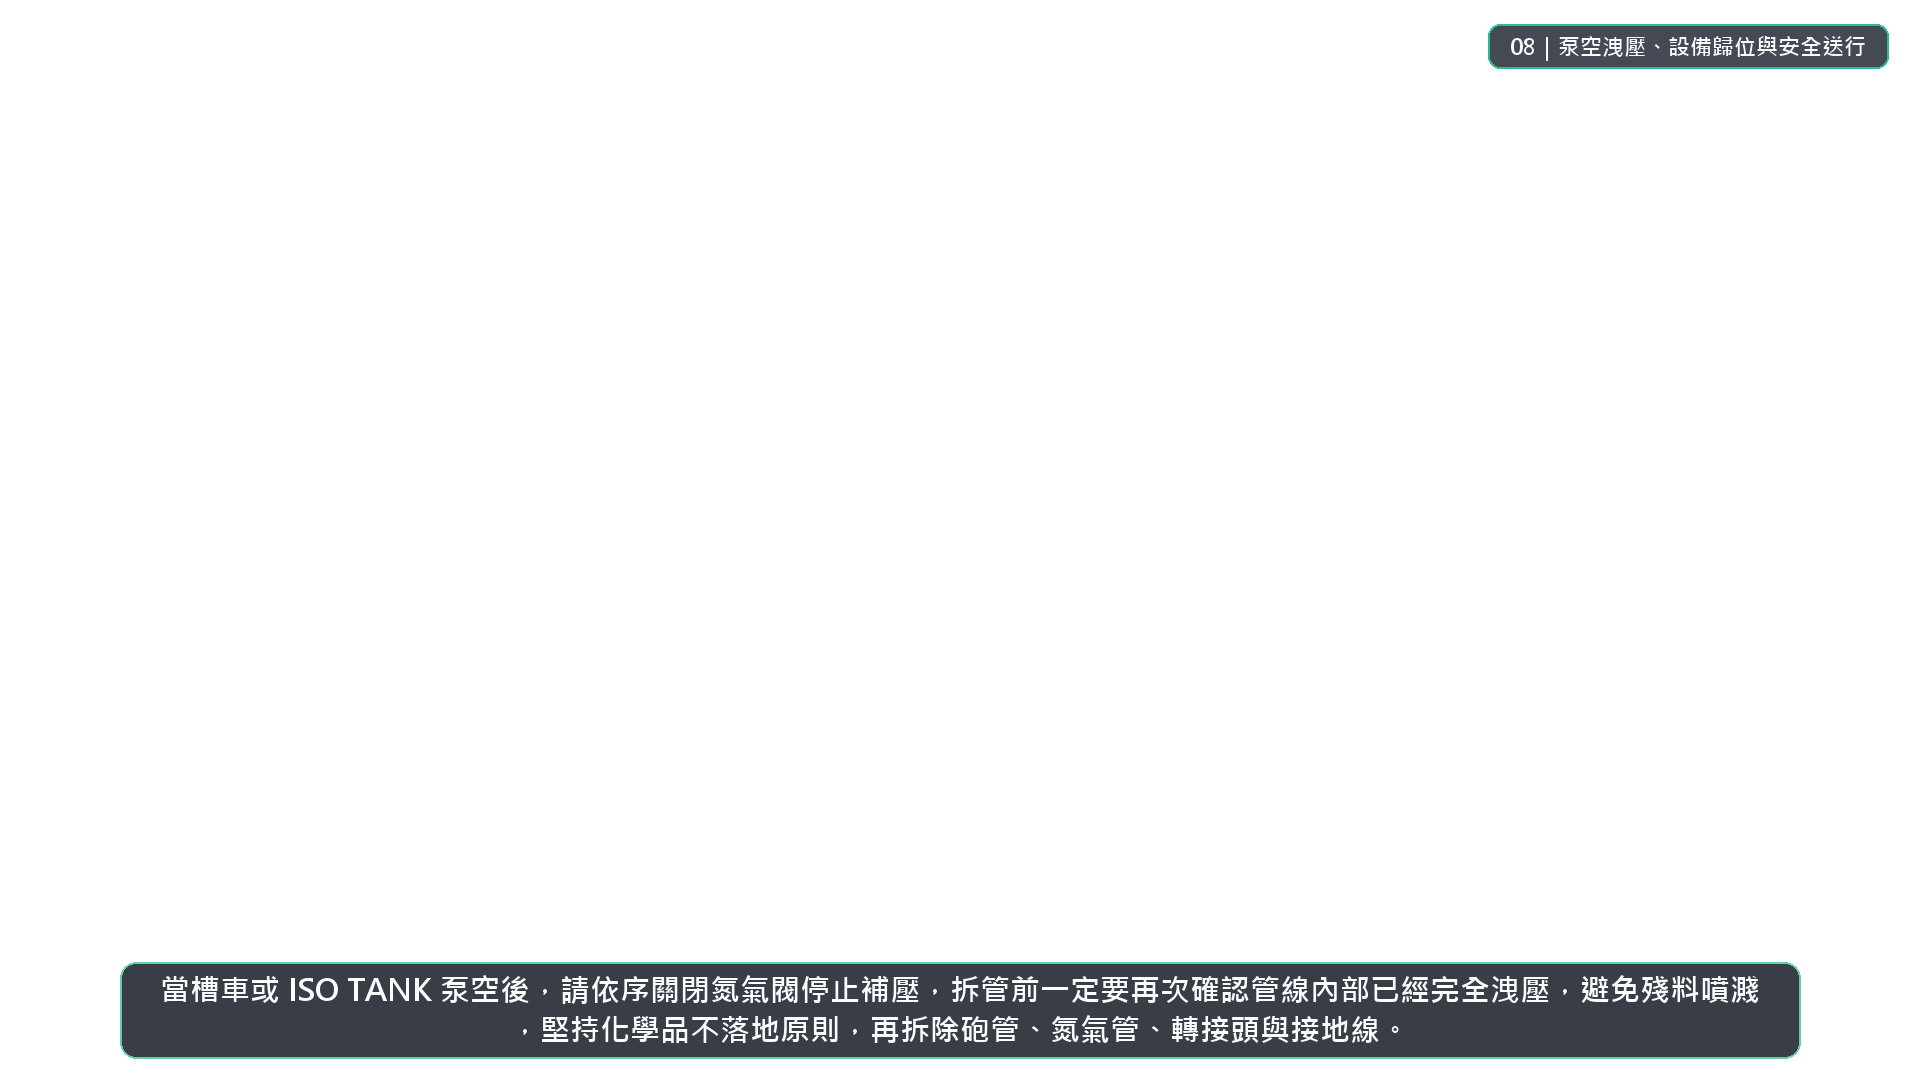 08 | 泵空洩壓、設備歸位與安全送行
當槽車或 ISO TANK 泵空後，請依序關閉氮氣閥停止補壓，拆管前一定要再次確認管線內部已經完全洩壓，避免殘料噴濺
，堅持化學品不落地原則，再拆除砲管、氮氣管、轉接頭與接地線。